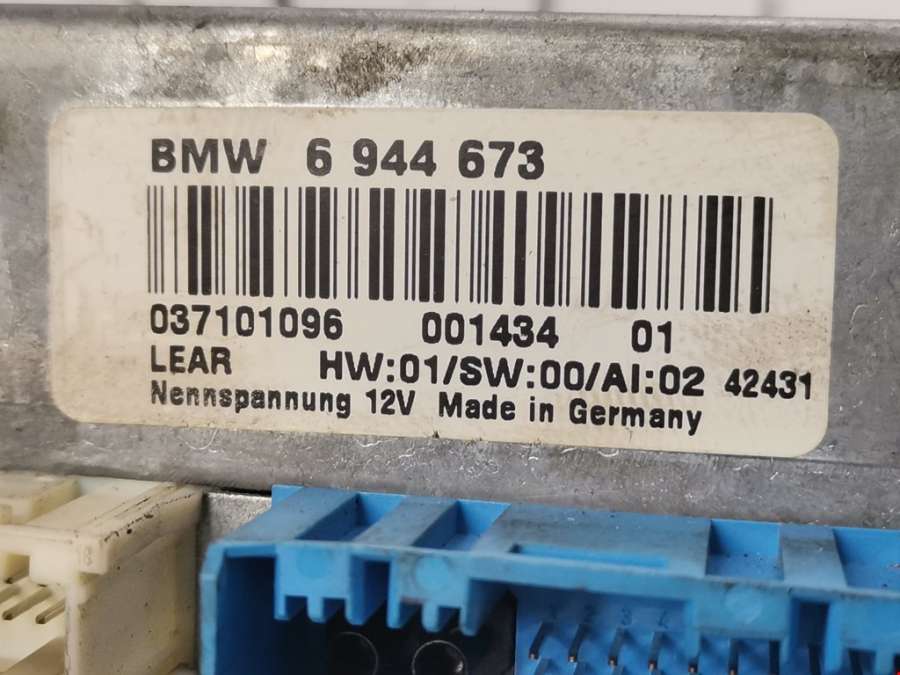 BMW 6 944 673
037101096 001434 01
LEAR HW:01/SW:00/AI:02 42431
Nennspannung 12V Made in Germany